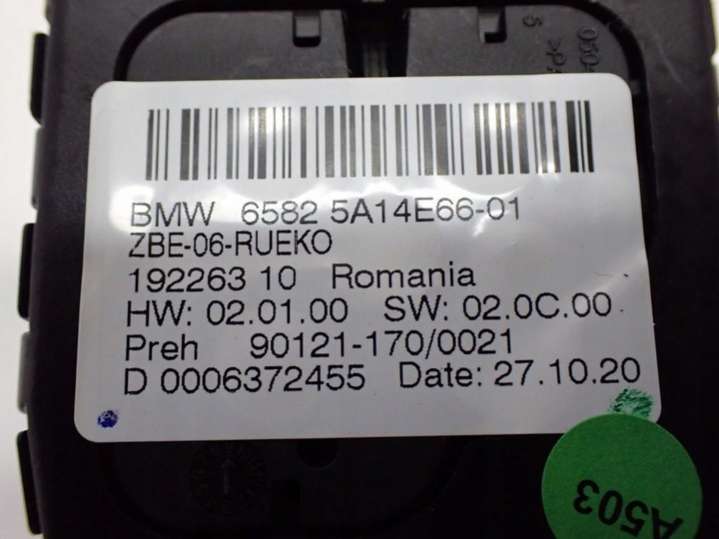 BMW 6582 5A14E66-01
ZBE-06-RUEKO
192263 10 Romania
HW: 02.01.00 SW: 02.0C.00
Preh 90121-170/0021
D 0006372455 Date: 27.10.20
A503